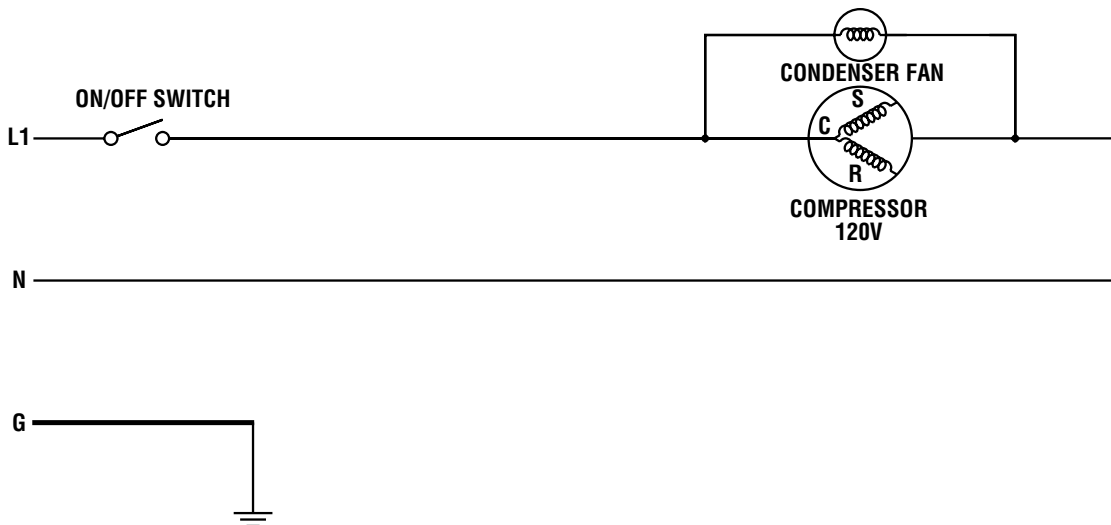 CONDENSER FAN
ON/OFF SWITCH
S
L1
C
R
COMPRESSOR
120V
N
G